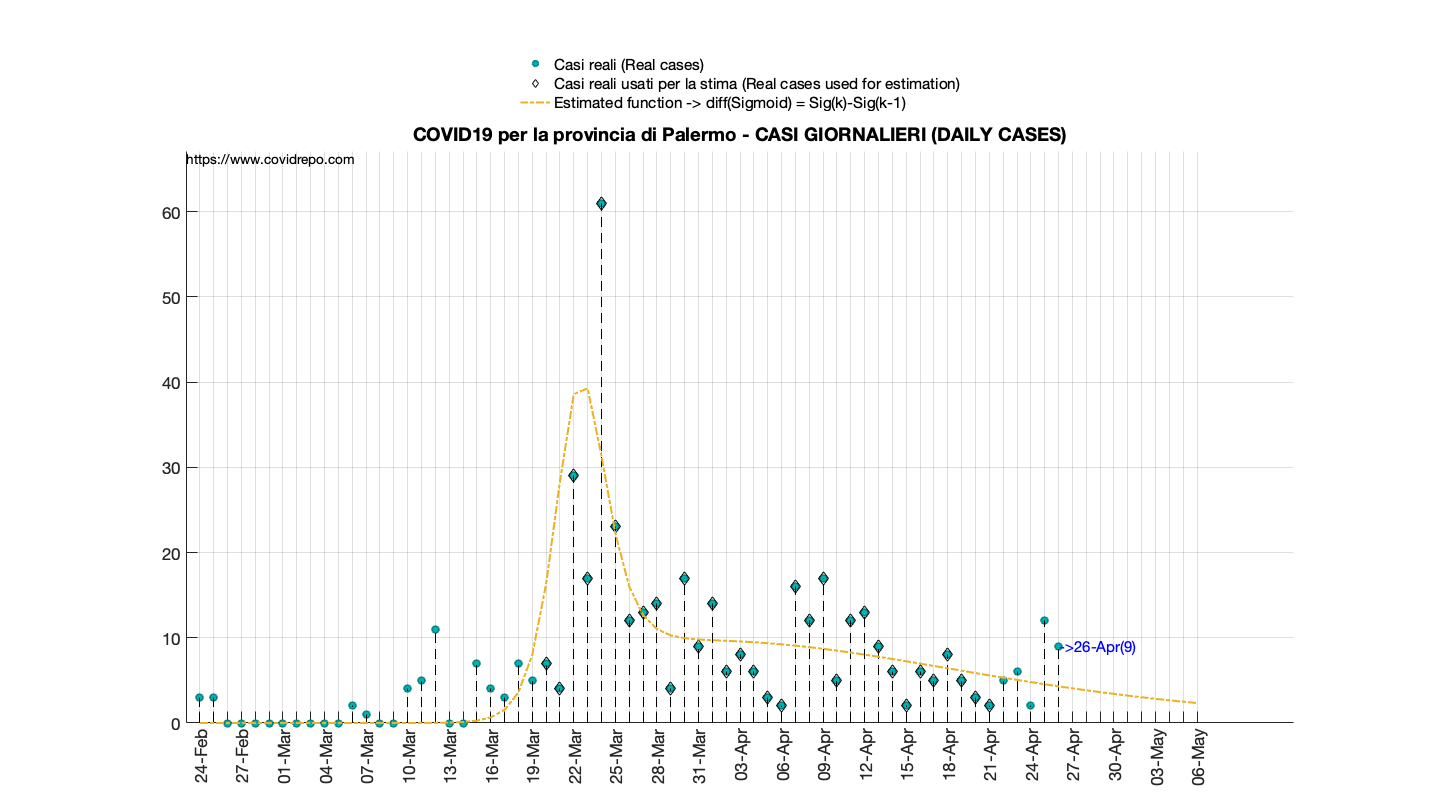 Casi reali (Real cases)
Casi reali usati per la stima (Real cases used for estimation)
Estimated function -> diff(Sigmoid) = Sig(k)-Sig(k-1)
COVID19 per la provincia di Palermo - CASI GIORNALIERI (DAILY CASES)
https://www.covidrepo.com
60
50
40
30
20
10
0
->26-Apr(9)
24-Feb
27-Feb
01-Mar
04-Mar
07-Mar
10-Mar
13-Mar
16-Mar
19-Mar
22-Mar
25-Mar
28-Mar
31-Mar
03-Apr
06-Apr
09-Apr
12-Apr
15-Apr
18-Apr
21-Apr
24-Apr
27-Apr
30-Apr
03-May
06-May